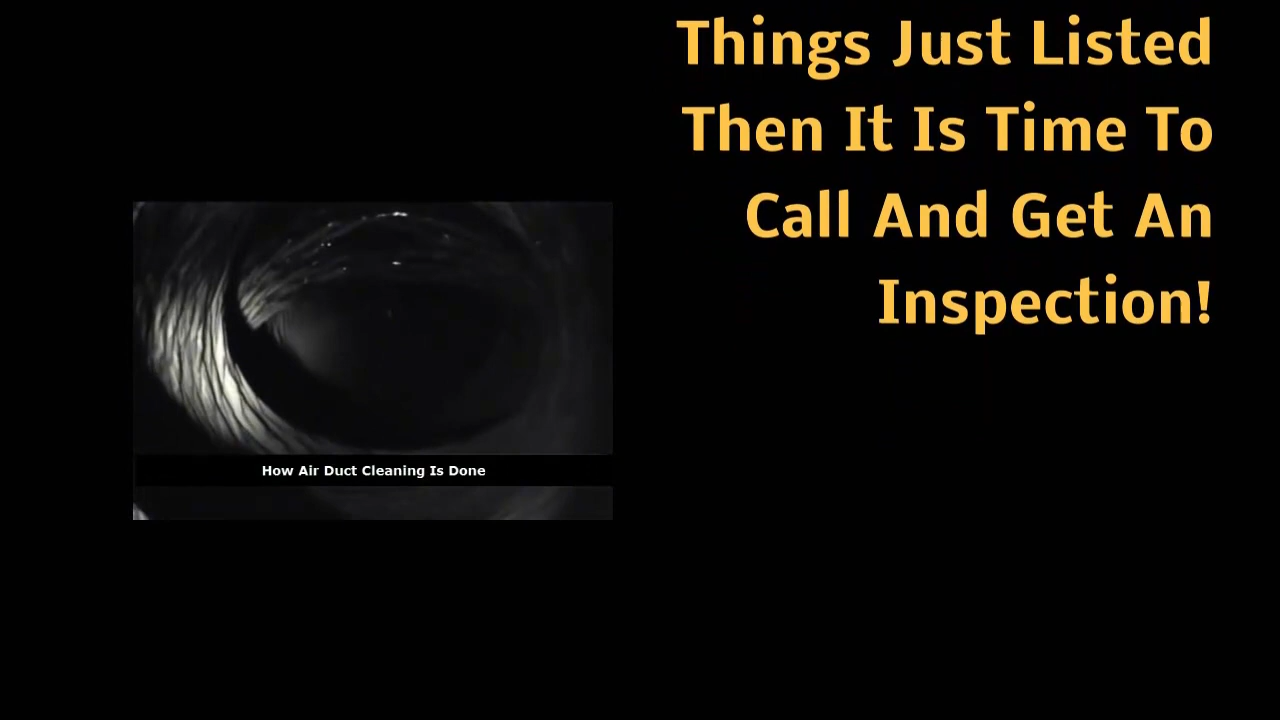 Things Just Listed
Then It Is Time To
Call And Get An
Inspection!
How Air Duct Cleaning Is Done